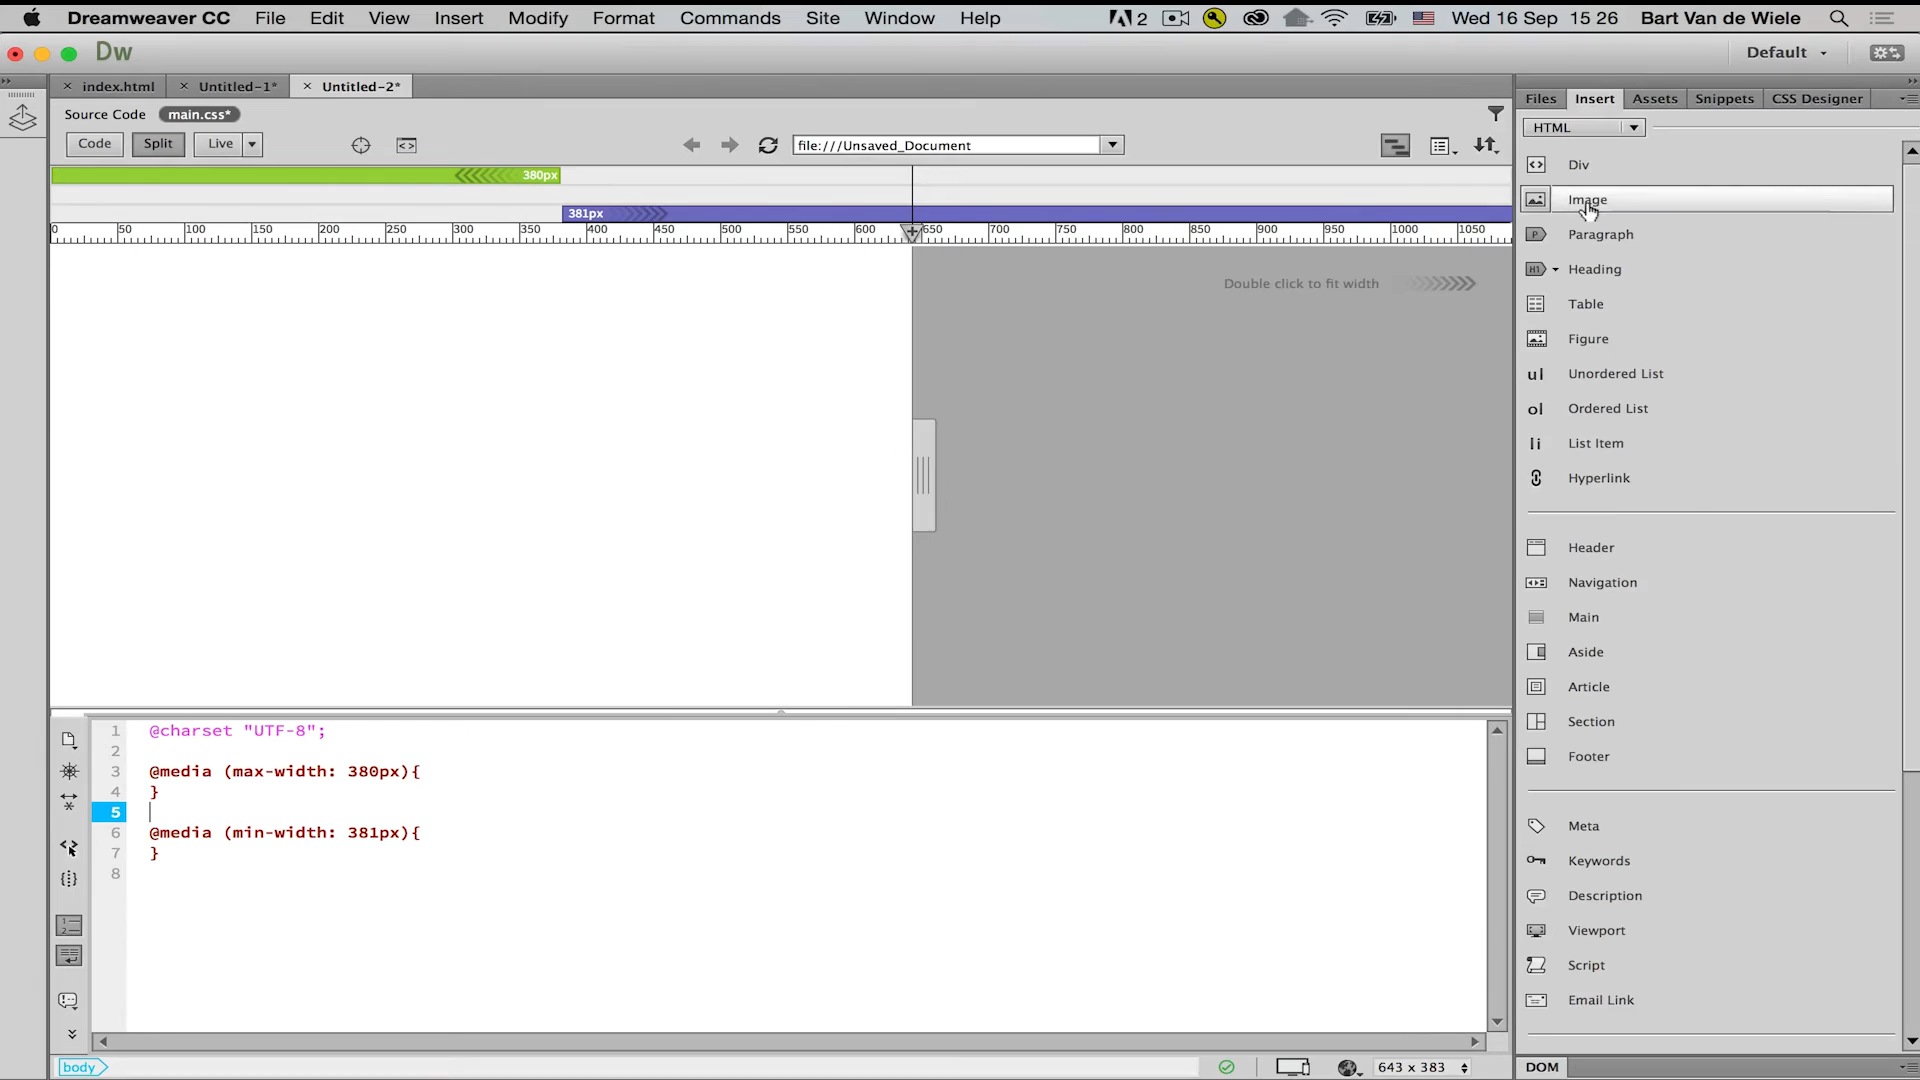 Dreamweaver CC File Edit View Insert Modify Format Commands Site Window Help 2 Wed 16 Sep 15 26 Bart Van de Wiele
Dw Default
index.html Untitled-1* Untitled-2*
Files Insert Assets Snippets CSS Designer
Source Code main.css*
HTML
Code Split Live file:///Unsaved_Document
380px
381px
0 50 100 150 200 250 300 350 400 450 500 550 600 650 700 750 800 850 900 950 1000 1050
Double click to fit width
Div
Image
P Paragraph
H1 Heading
Table
Figure
ul Unordered List
ol Ordered List
li List Item
Hyperlink
Header
Navigation
Main
Aside
Article
Section
Footer
Meta
Keywords
Description
Viewport
Script
Email Link
1 @charset "UTF-8";
2
3 @media (max-width: 380px){
4 }
5
6 @media (min-width: 381px){
7 }
8
body 643 x 383 DOM